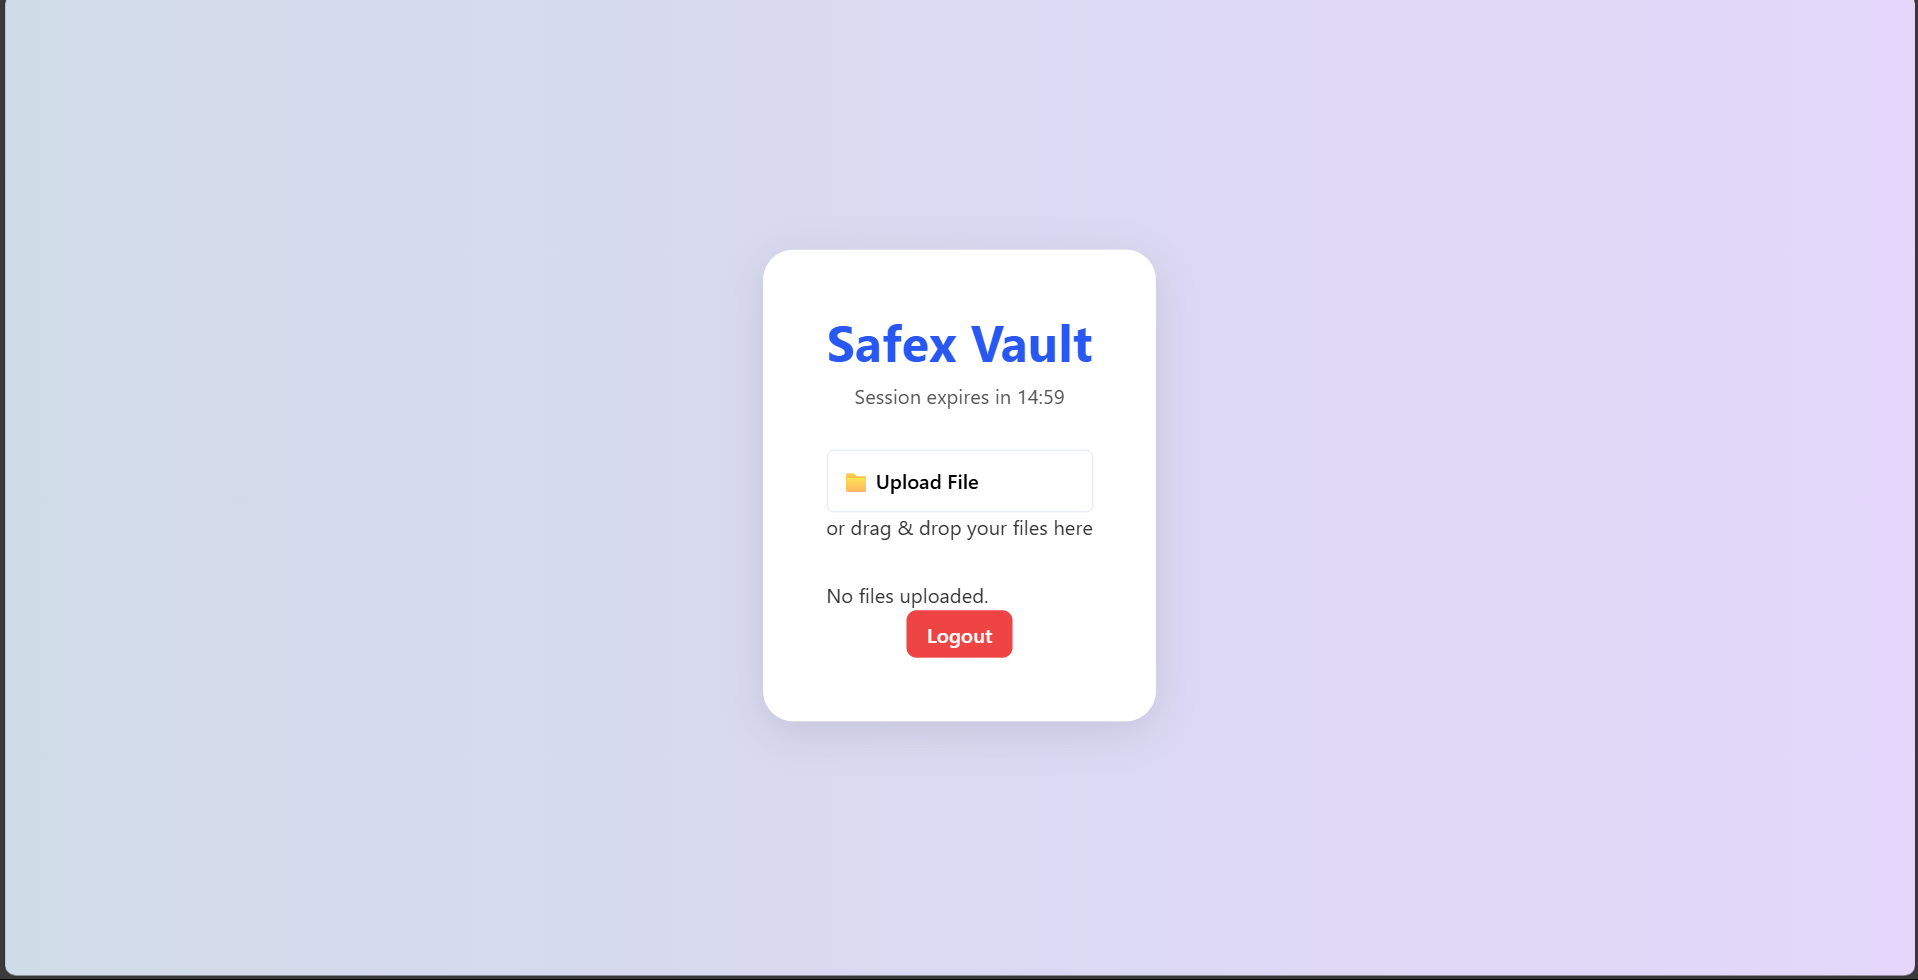 Safex Vault
Session expires in 14:59
Upload File
or drag & drop your files here
No files uploaded.
Logout